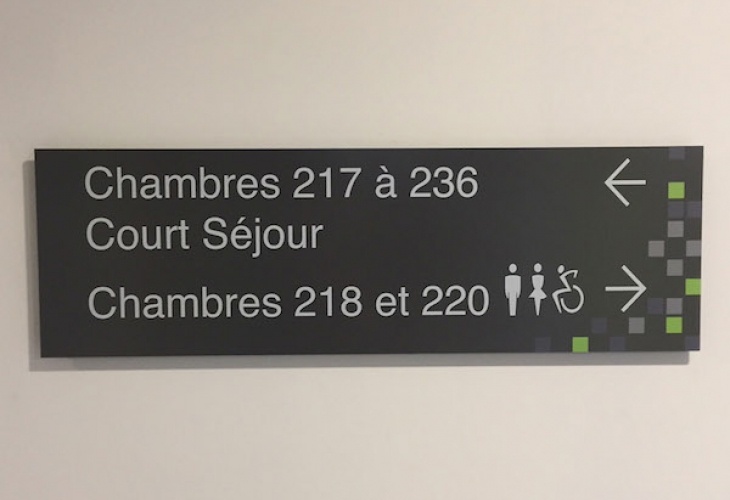 Chambres 217 à 236
Court Séjour
Chambres 218 et 220